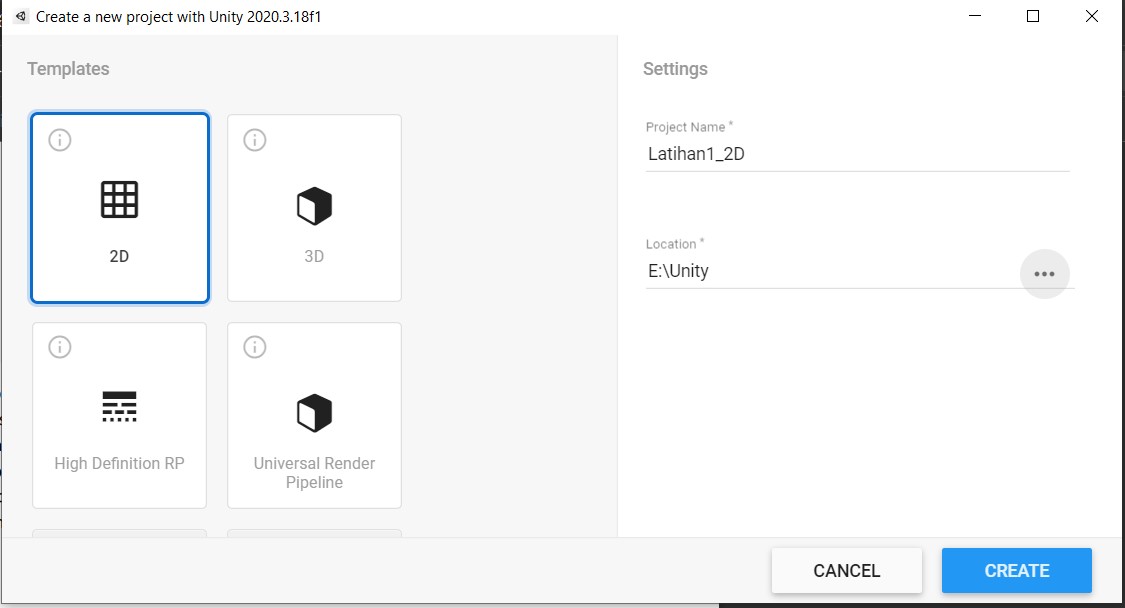 Create a new project with Unity 2020.3.18f1
Templates
2D
3D
High Definition RP
Universal Render
Pipeline
Settings
Project Name *
Latihan1_2D
Location *
E:\Unity
CANCEL
CREATE